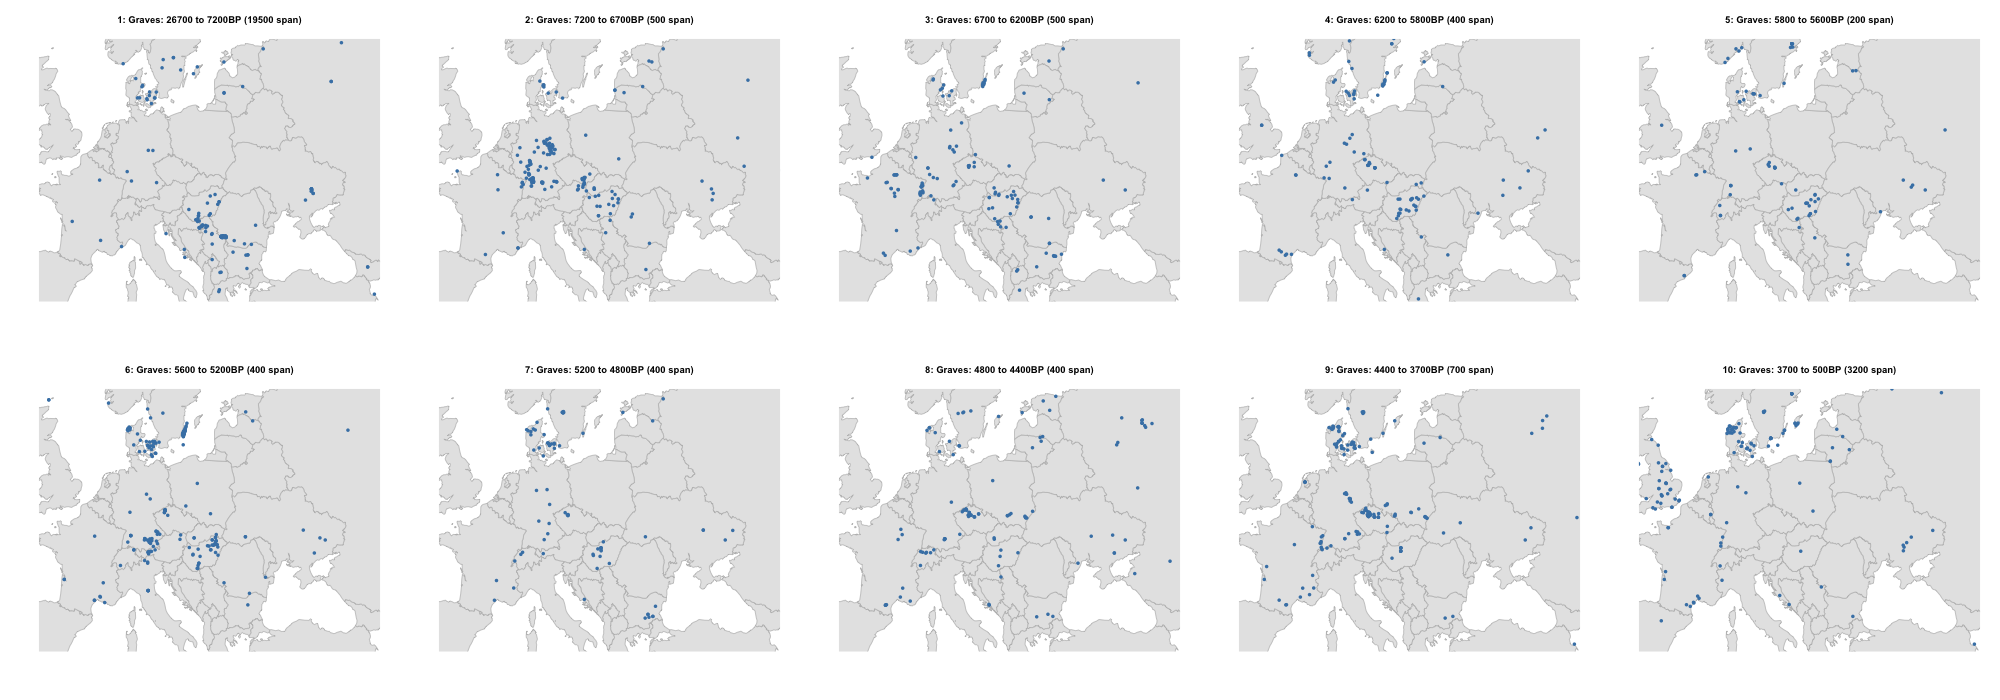 1: Graves: 26700 to 7200BP (19500 span)
2: Graves: 7200 to 6700BP (500 span)
3: Graves: 6700 to 6200BP (500 span)
4: Graves: 6200 to 5800BP (400 span)
5: Graves: 5800 to 5600BP (200 span)
6: Graves: 5600 to 5200BP (400 span)
7: Graves: 5200 to 4800BP (400 span)
8: Graves: 4800 to 4400BP (400 span)
9: Graves: 4400 to 3700BP (700 span)
10: Graves: 3700 to 500BP (3200 span)